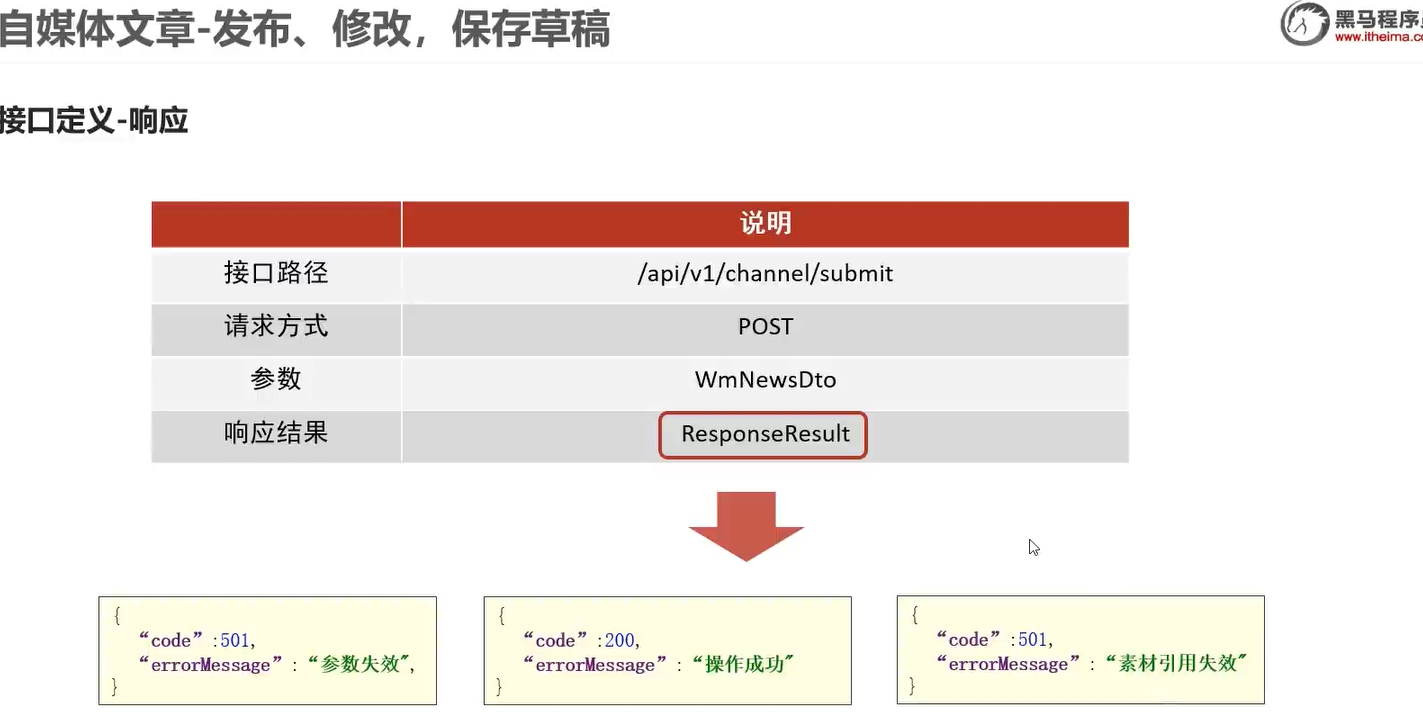 自媒体文章-发布、修改，保存草稿
黑马程序员
www.itheima.co
接口定义-响应
说明
接口路径 /api/v1/channel/submit
请求方式 POST
参数 WmNewsDto
响应结果 ResponseResult
{
“code”:501,
“errorMessage”:“参数失效″,
}
{
“code”:200,
“errorMessage”:“操作成功″
}
{
“code”:501,
“errorMessage”:“素材引用失效″
}